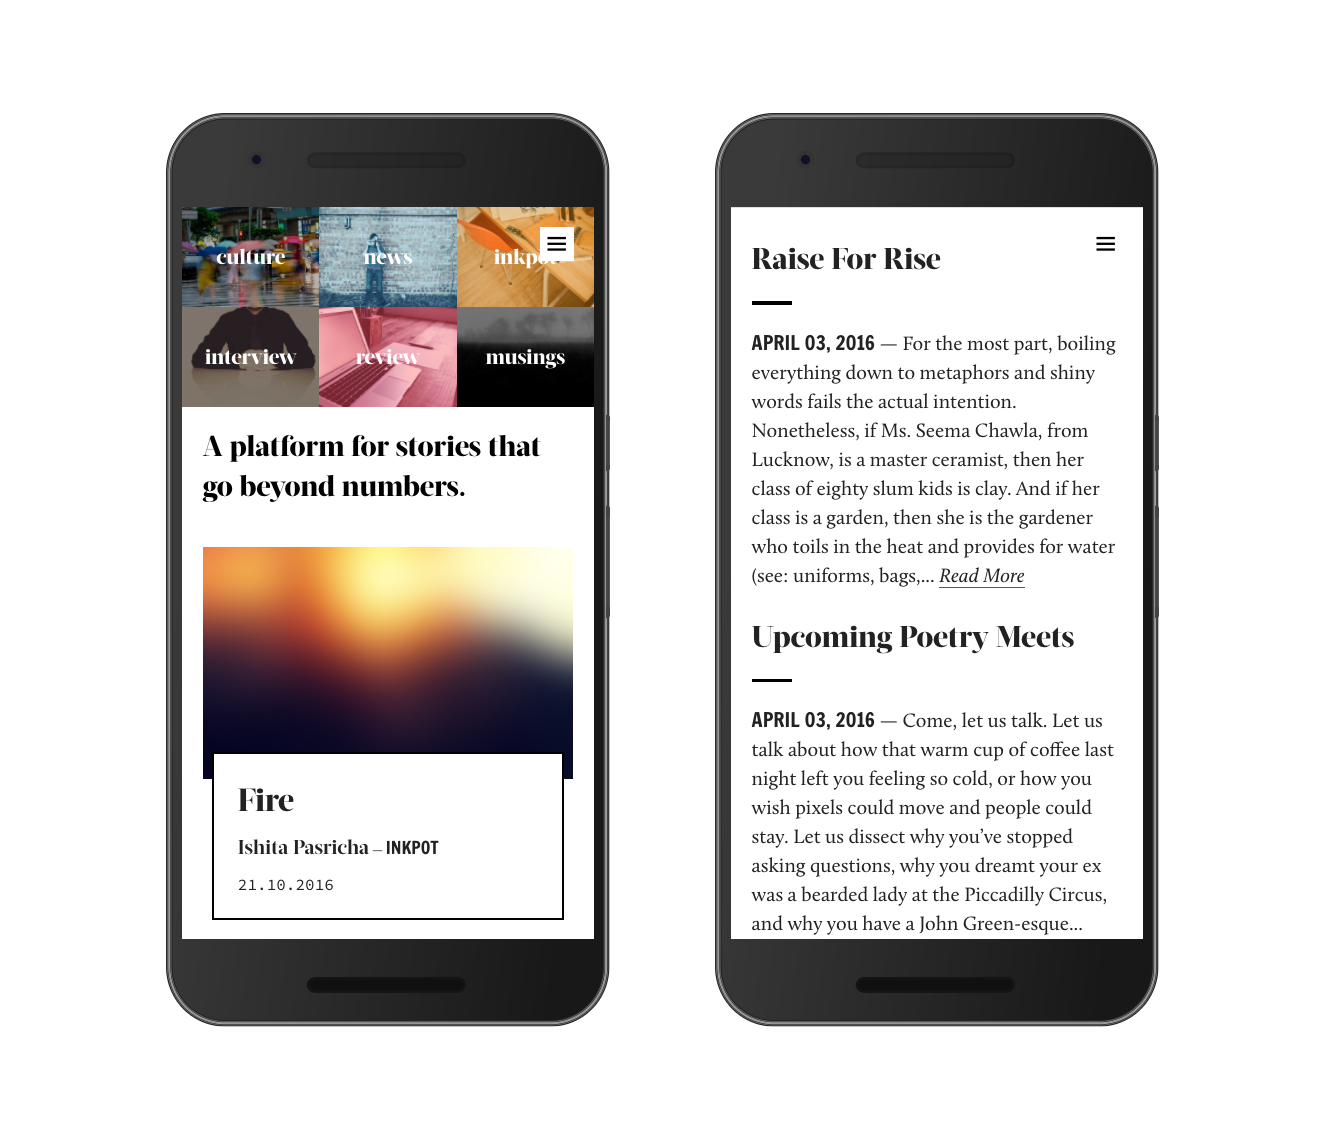 culture
news
inkpot
interview
review
musings
A platform for stories that
go beyond numbers.
Fire
Ishita Pasricha – INKPOT
21.10.2016
Raise For Rise
APRIL 03, 2016 — For the most part, boiling
everything down to metaphors and shiny
words fails the actual intention.
Nonetheless, if Ms. Seema Chawla, from
Lucknow, is a master ceramist, then her
class of eighty slum kids is clay. And if her
class is a garden, then she is the gardener
who toils in the heat and provides for water
(see: uniforms, bags,... Read More
Upcoming Poetry Meets
APRIL 03, 2016 — Come, let us talk. Let us
talk about how that warm cup of coffee last
night left you feeling so cold, or how you
wish pixels could move and people could
stay. Let us dissect why you’ve stopped
asking questions, why you dreamt your ex
was a bearded lady at the Piccadilly Circus,
and why you have a John Green-esque...